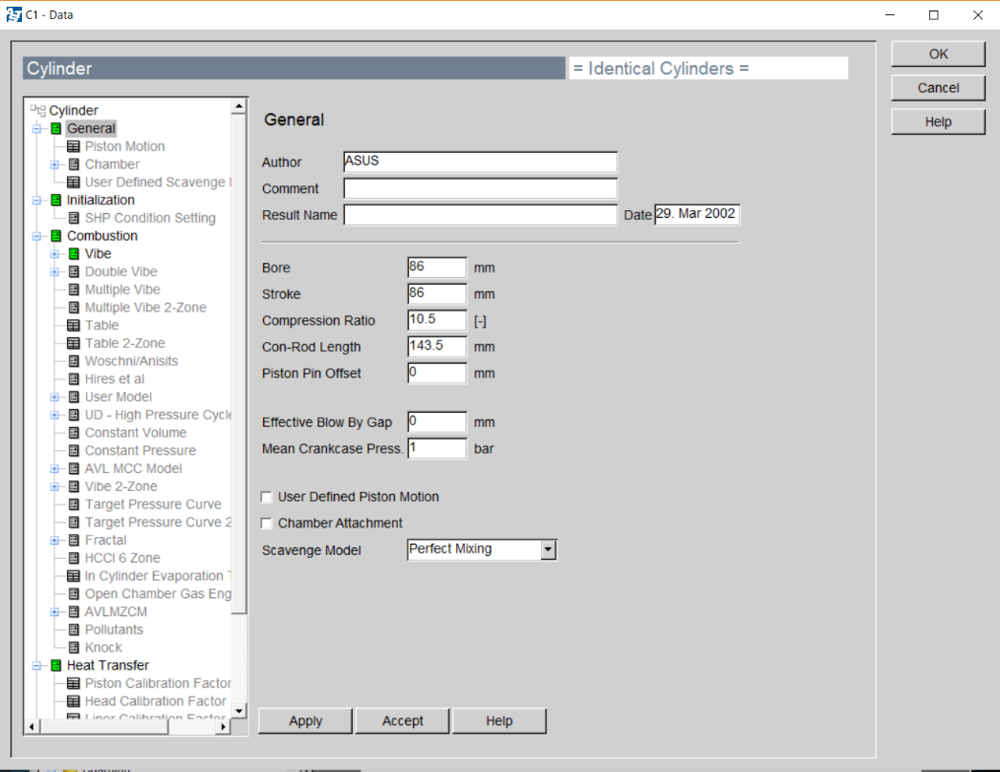 C1 - Data
Cylinder
= Identical Cylinders =
OK
Cancel
Help
Cylinder
General
Piston Motion
Chamber
User Defined Scavenge
Initialization
SHP Condition Setting
Combustion
Vibe
Double Vibe
Multiple Vibe
Multiple Vibe 2-Zone
Table
Table 2-Zone
Woschni/Anisits
Hires et al
User Model
UD - High Pressure Cycle
Constant Volume
Constant Pressure
AVL MCC Model
Vibe 2-Zone
Target Pressure Curve
Target Pressure Curve 2
Fractal
HCCI 6 Zone
In Cylinder Evaporation
Open Chamber Gas Eng
AVLMZCM
Pollutants
Knock
Heat Transfer
Piston Calibration Factor
Head Calibration Factor
Liner Calibration Factor
General
Author ASUS
Comment
Result Name Date 29. Mar 2002
Bore 86 mm
Stroke 86 mm
Compression Ratio 10.5 [-]
Con-Rod Length 143.5 mm
Piston Pin Offset 0 mm
Effective Blow By Gap 0 mm
Mean Crankcase Press. 1 bar
User Defined Piston Motion
Chamber Attachment
Scavenge Model Perfect Mixing
Apply Accept Help